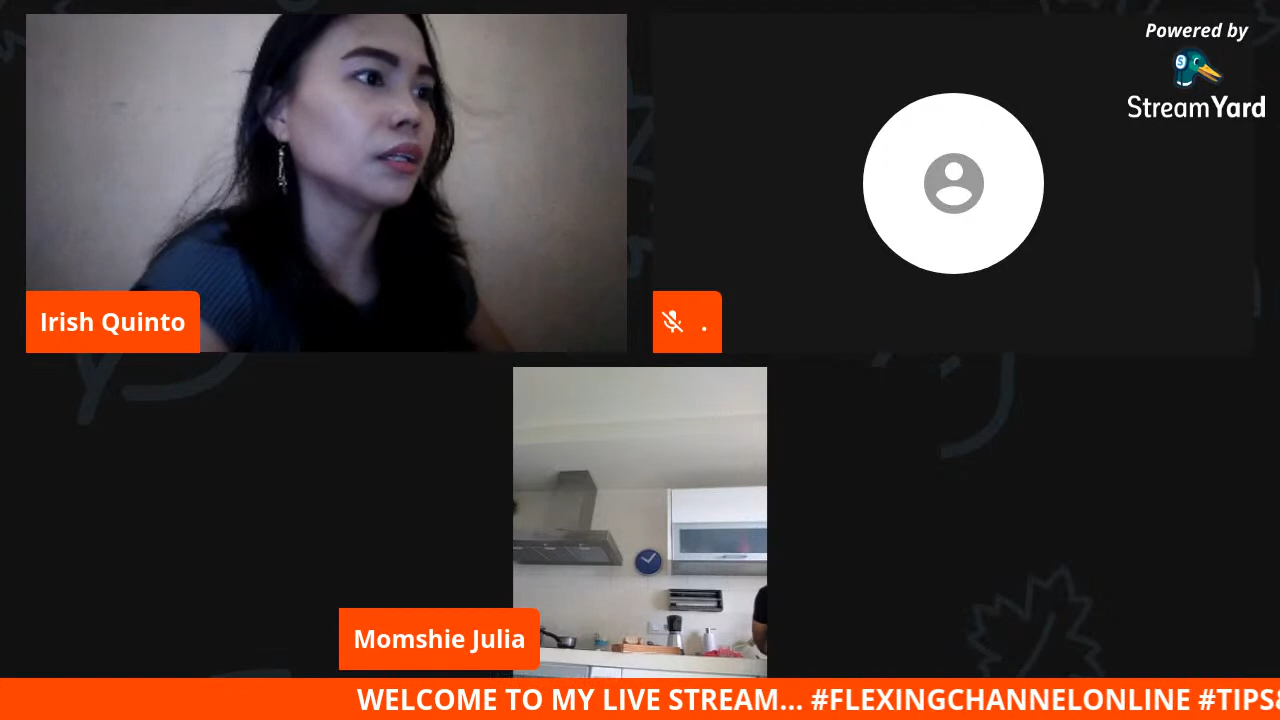 Powered by
S
StreamYard
Irish Quinto
.
Momshie Julia
WELCOME TO MY LIVE STREAM... #FLEXINGCHANNELONLINE #TIPS&